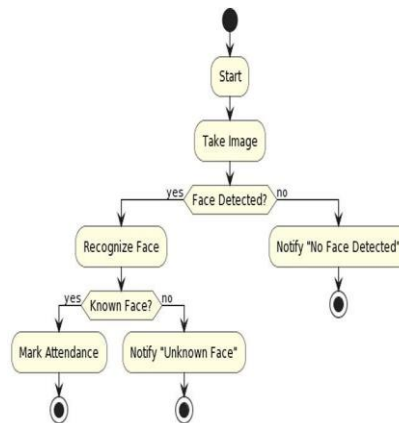 Start
Take Image
yes
Face Detected?
no
Recognize Face
Notify "No Face Detected"
yes
Known Face?
no
Mark Attendance
Notify "Unknown Face"